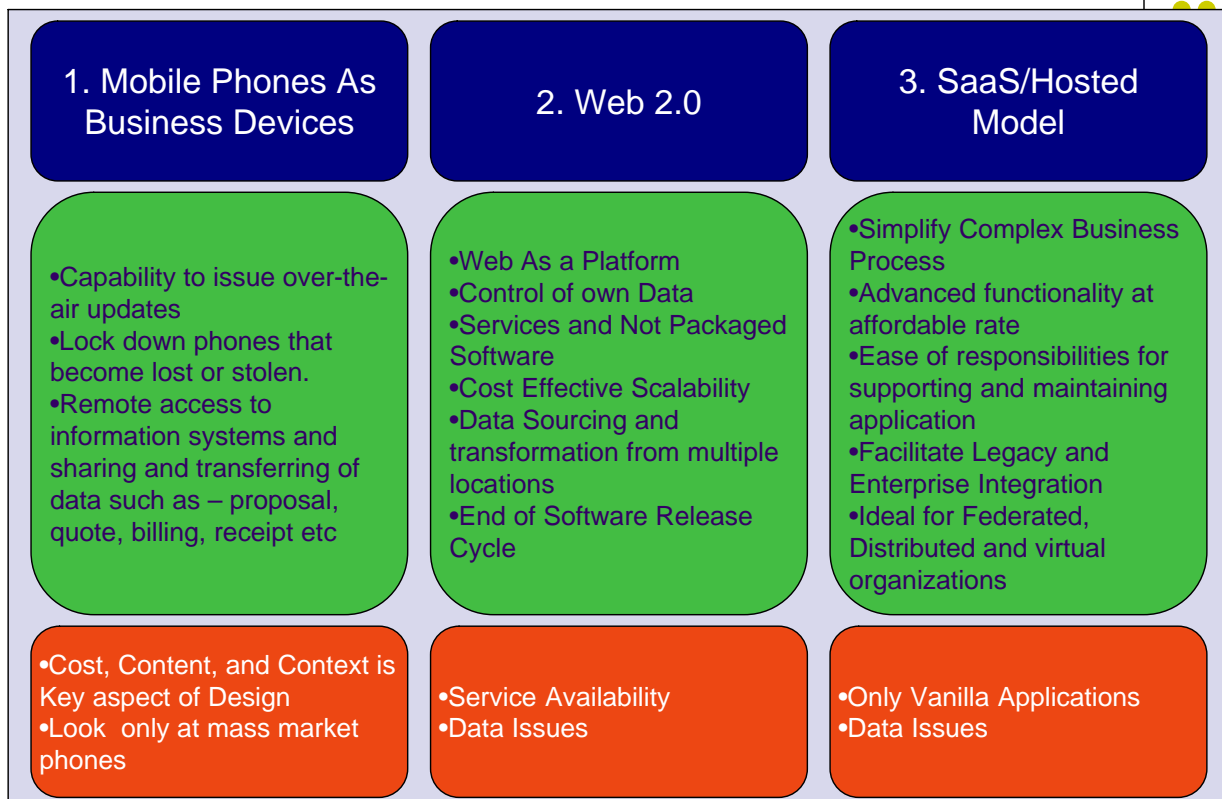 1. Mobile Phones As
Business Devices
2. Web 2.0
3. SaaS/Hosted
Model
•Capability to issue over-the-
air updates
•Lock down phones that
become lost or stolen.
•Remote access to
information systems and
sharing and transferring of
data such as – proposal,
quote, billing, receipt etc
•Web As a Platform
•Control of own Data
•Services and Not Packaged
Software
•Cost Effective Scalability
•Data Sourcing and
transformation from multiple
locations
•End of Software Release
Cycle
•Simplify Complex Business
Process
•Advanced functionality at
affordable rate
•Ease of responsibilities for
supporting and maintaining
application
•Facilitate Legacy and
Enterprise Integration
•Ideal for Federated,
Distributed and virtual
organizations
•Cost, Content, and Context is
Key aspect of Design
•Look only at mass market
phones
•Service Availability
•Data Issues
•Only Vanilla Applications
•Data Issues